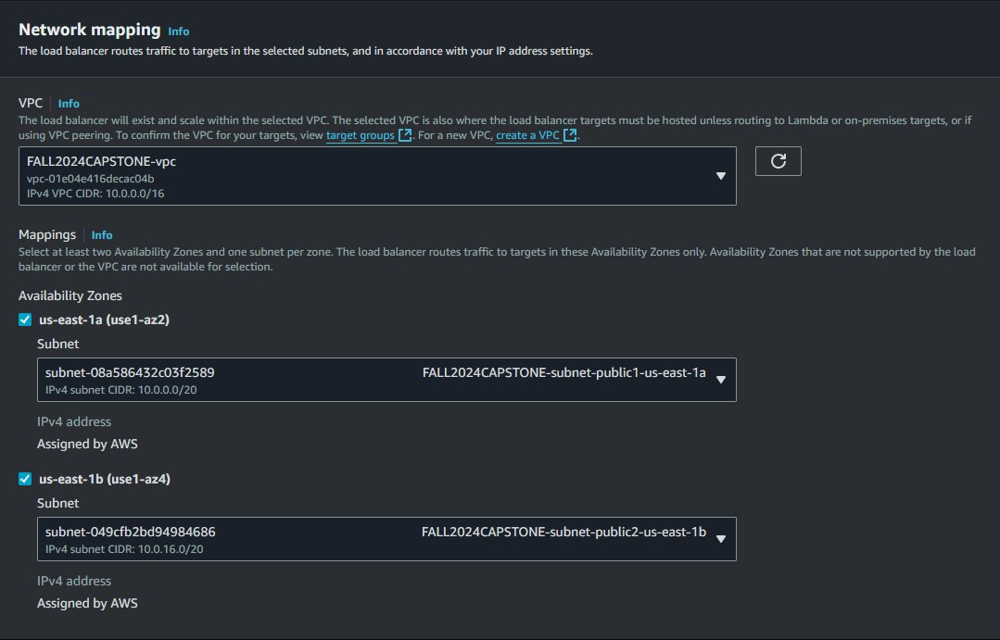 Network mapping Info
The load balancer routes traffic to targets in the selected subnets, and in accordance with your IP address settings.
VPC Info
The load balancer will exist and scale within the selected VPC. The selected VPC is also where the load balancer targets must be hosted unless routing to Lambda or on-premises targets, or if
using VPC peering. To confirm the VPC for your targets, view target groups. For a new VPC, create a VPC.
FALL2024CAPSTONE-vpc
vpc-01e04e416decac04b
IPv4 VPC CIDR: 10.0.0.0/16
Mappings Info
Select at least two Availability Zones and one subnet per zone. The load balancer routes traffic to targets in these Availability Zones only. Availability Zones that are not supported by the load
balancer or the VPC are not available for selection.
Availability Zones
us-east-1a (use1-az2)
Subnet
subnet-08a586432c03f2589 FALL2024CAPSTONE-subnet-public1-us-east-1a
IPv4 subnet CIDR: 10.0.0.0/20
IPv4 address
Assigned by AWS
us-east-1b (use1-az4)
Subnet
subnet-049cfb2bd94984686 FALL2024CAPSTONE-subnet-public2-us-east-1b
IPv4 subnet CIDR: 10.0.16.0/20
IPv4 address
Assigned by AWS